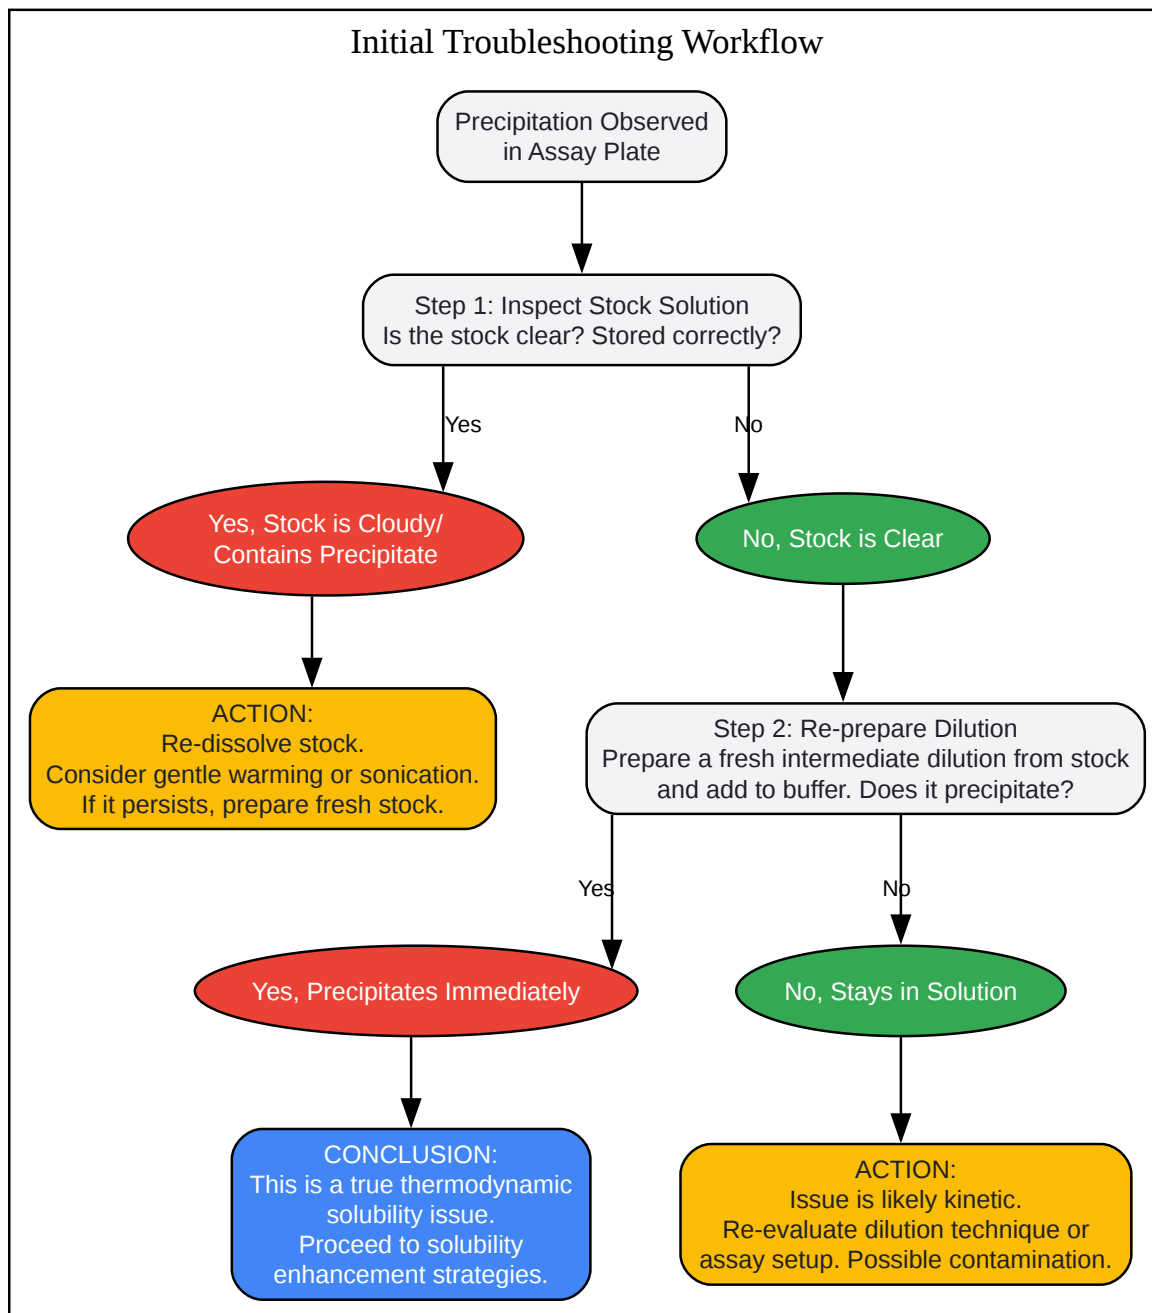 Initial Troubleshooting Workflow
Precipitation Observed
in Assay Plate
Step 1: Inspect Stock Solution
Is the stock clear? Stored correctly?
Yes
No
Yes, Stock is Cloudy/
Contains Precipitate
No, Stock is Clear
ACTION:
Re-dissolve stock.
Consider gentle warming or sonication.
If it persists, prepare fresh stock.
Step 2: Re-prepare Dilution
Prepare a fresh intermediate dilution from stock
and add to buffer. Does it precipitate?
Yes
No
Yes, Precipitates Immediately
No, Stays in Solution
CONCLUSION:
This is a true thermodynamic
solubility issue.
Proceed to solubility
enhancement strategies.
ACTION:
Issue is likely kinetic.
Re-evaluate dilution technique or
assay setup. Possible contamination.